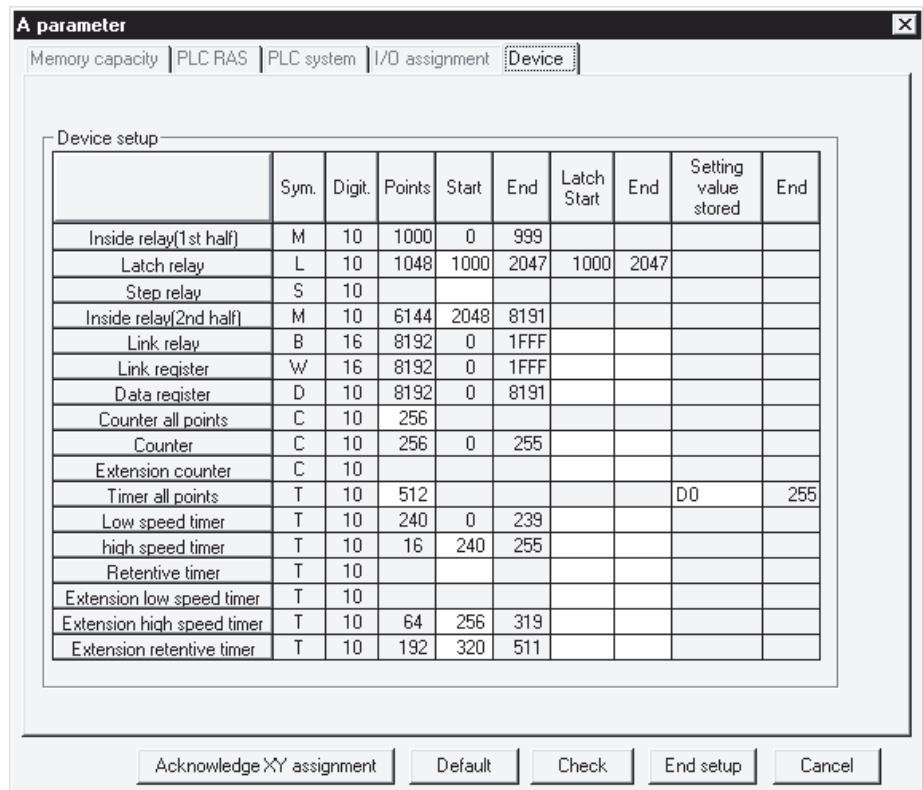 A parameter
Memory capacity PLC RAS PLC system I/O assignment Device
Device setup
Sym. Digit. Points Start End Latch Start End Setting value stored End
Inside relay(1st half) M 10 1000 0 999
Latch relay L 10 1048 1000 2047 1000 2047
Step relay S 10
Inside relay(2nd half) M 10 6144 2048 8191
Link relay B 16 8192 0 1FFF
Link register W 16 8192 0 1FFF
Data register D 10 8192 0 8191
Counter all points C 10 256
Counter C 10 256 0 255
Extension counter C 10
Timer all points T 10 512 D0 255
Low speed timer T 10 240 0 239
high speed timer T 10 16 240 255
Retentive timer T 10
Extension low speed timer T 10
Extension high speed timer T 10 64 256 319
Extension retentive timer T 10 192 320 511
Acknowledge XY assignment Default Check End setup Cancel